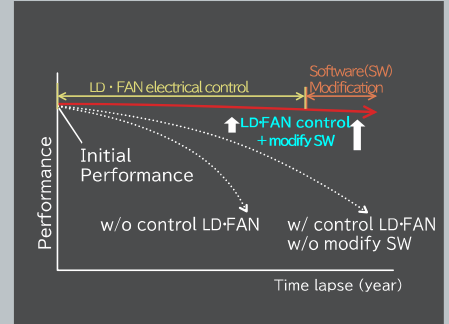 LD・FAN electrical control
Software(SW)
Modification
LD•FAN control
+ modify SW
Initial
Performance
w/o control LD•FAN
w/ control LD•FAN
w/o modify SW
Performance
Time lapse (year)